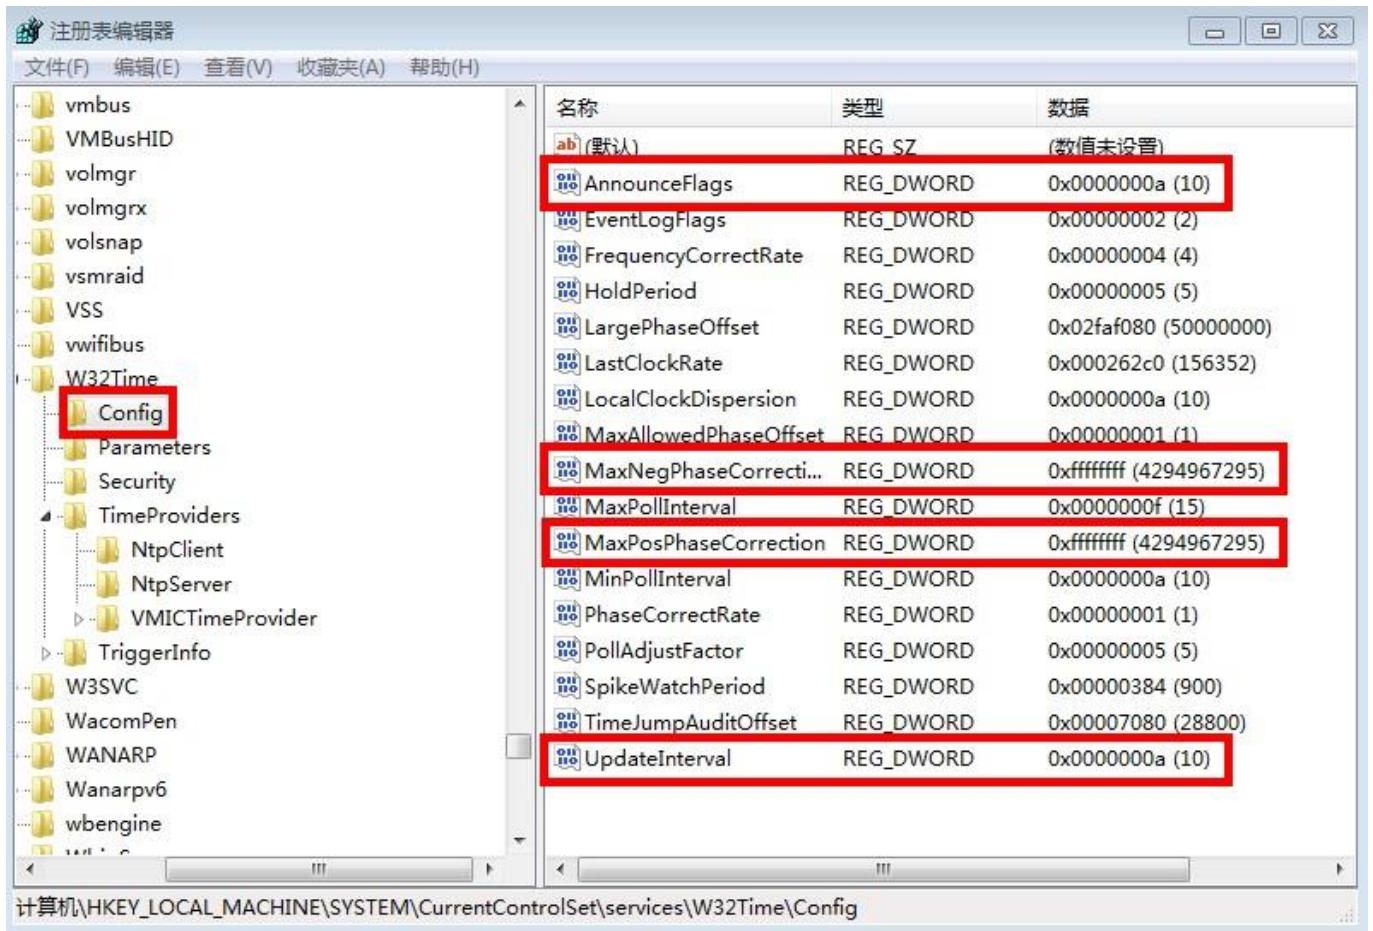 注册表编辑器
文件(F) 编辑(E) 查看(V) 收藏夹(A) 帮助(H)
vmbus
VMBusHID
volmgr
volmgrx
volsnap
vsmraid
VSS
vwifibus
W32Time
Config
Parameters
Security
TimeProviders
NtpClient
NtpServer
VMICTimeProvider
TriggerInfo
W3SVC
WacomPen
WANARP
Wanarpv6
wbengine
名称 类型 数据
ab (默认) REG_SZ (数值未设置)
AnnounceFlags REG_DWORD 0x0000000a (10)
EventLogFlags REG_DWORD 0x00000002 (2)
FrequencyCorrectRate REG_DWORD 0x00000004 (4)
HoldPeriod REG_DWORD 0x00000005 (5)
LargePhaseOffset REG_DWORD 0x02faf080 (50000000)
LastClockRate REG_DWORD 0x000262c0 (156352)
LocalClockDispersion REG_DWORD 0x0000000a (10)
MaxAllowedPhaseOffset REG_DWORD 0x00000001 (1)
MaxNegPhaseCorrecti... REG_DWORD 0xffffffff (4294967295)
MaxPollInterval REG_DWORD 0x0000000f (15)
MaxPosPhaseCorrection REG_DWORD 0xffffffff (4294967295)
MinPollInterval REG_DWORD 0x0000000a (10)
PhaseCorrectRate REG_DWORD 0x00000001 (1)
PollAdjustFactor REG_DWORD 0x00000005 (5)
SpikeWatchPeriod REG_DWORD 0x00000384 (900)
TimeJumpAuditOffset REG_DWORD 0x00007080 (28800)
UpdateInterval REG_DWORD 0x0000000a (10)
计算机\HKEY_LOCAL_MACHINE\SYSTEM\CurrentControlSet\services\W32Time\Config